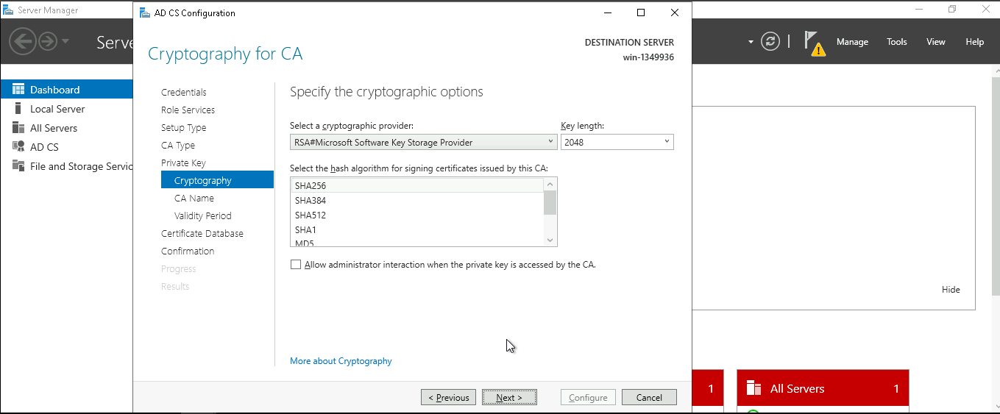 Server Manager
AD CS Configuration
Manage Tools View Help
Cryptography for CA
DESTINATION SERVER
win-1349936
Dashboard
Local Server
All Servers
AD CS
Credentials
Role Services
Setup Type
CA Type
Private Key
Cryptography
CA Name
Validity Period
Certificate Database
Confirmation
Progress
Results
Specify the cryptographic options
Select a cryptographic provider:
Key length:
RSA#Microsoft Software Key Storage Provider
2048
Select the hash algorithm for signing certificates issued by this CA:
SHA256
SHA384
SHA512
SHA1
MD5
Allow administrator interaction when the private key is accessed by the CA.
More about Cryptography
< Previous
Next >
Configure
Cancel
Hide
1
All Servers 1
File and Storage Servic
Serve